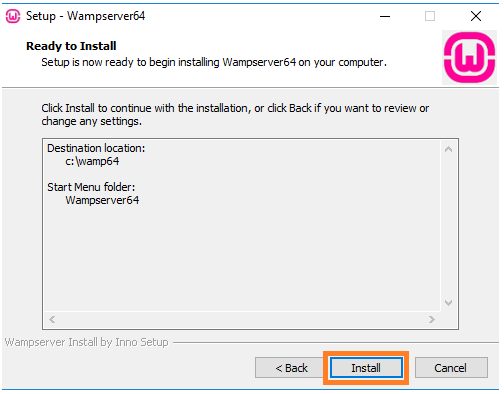 Setup - Wampserver64
Ready to Install
Setup is now ready to begin installing Wampserver64 on your computer.
Click Install to continue with the installation, or click Back if you want to review or
change any settings.
Destination location:
c:\wamp64
Start Menu folder:
Wampserver64
Wampserver Install by Inno Setup
< Back
Install
Cancel